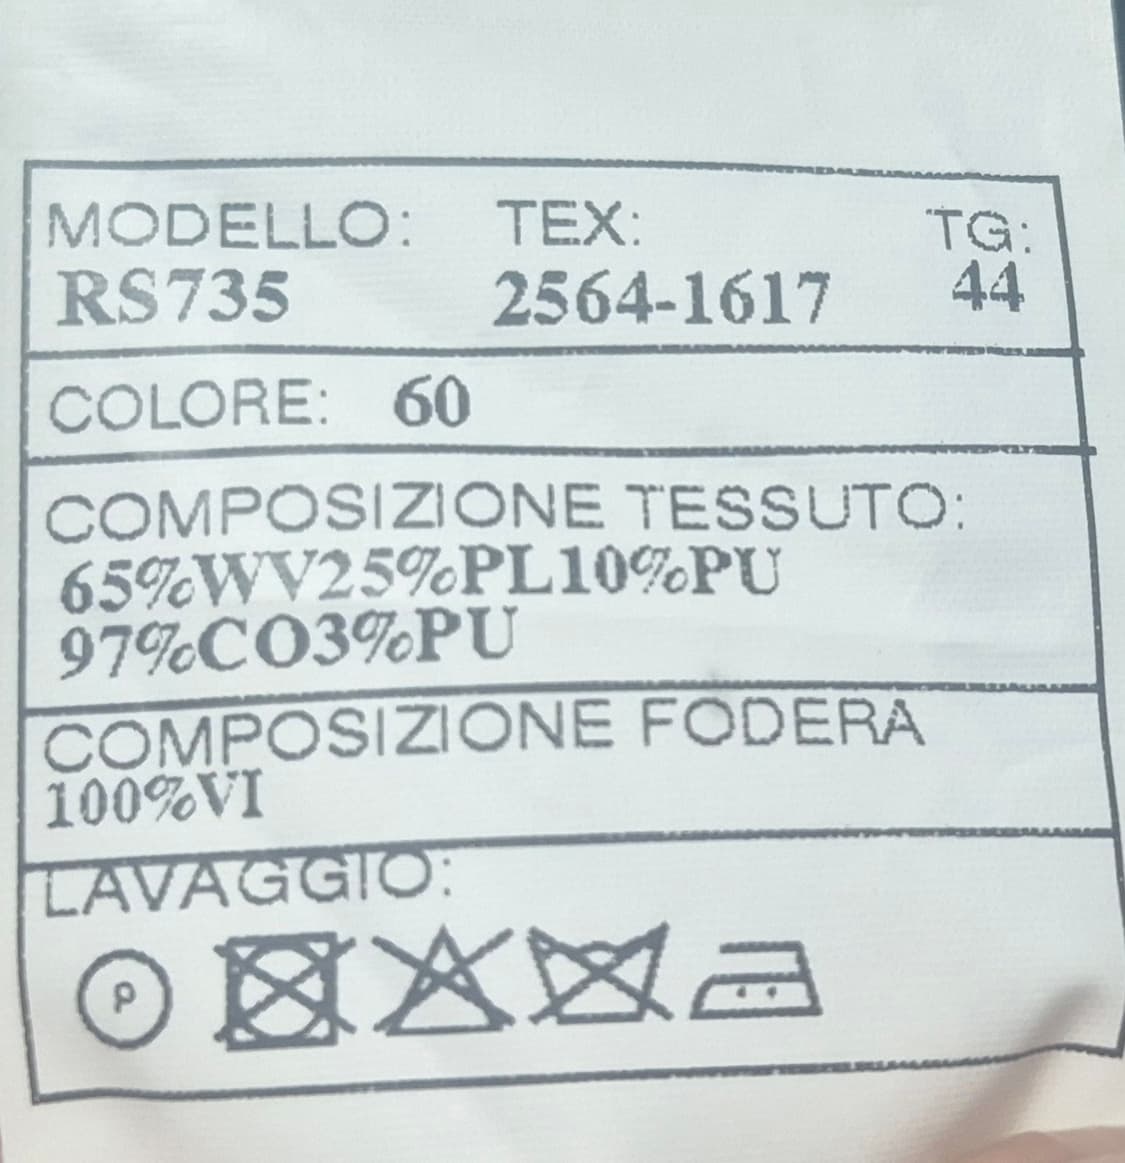 MODELLO: TEX: TG:
RS735 2564-1617 44
COLORE: 60
COMPOSIZIONE TESSUTO:
65%WV25%PL10%PU
97%CO3%PU
COMPOSIZIONE FODERA
100%VI
LAVAGGIO:
P